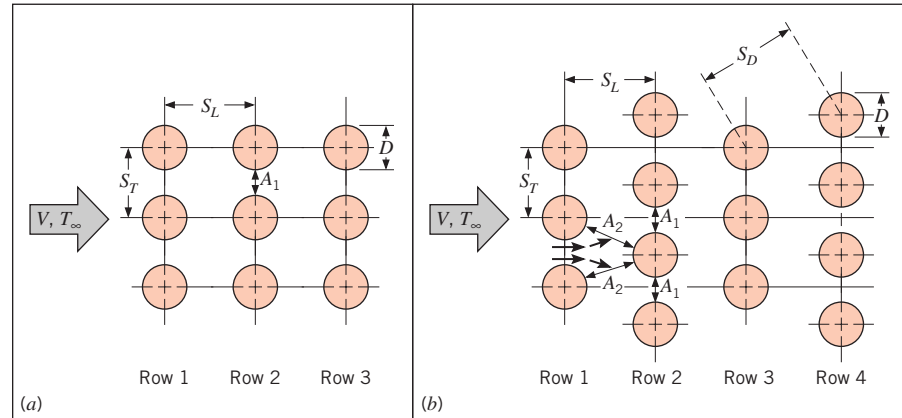 S_L
D
S_T
A_1
V, T_∞
Row 1 Row 2 Row 3
(a)
S_D
S_L
D
S_T
A_1
A_2
V, T_∞
A_2
A_1
Row 1 Row 2 Row 3 Row 4
(b)